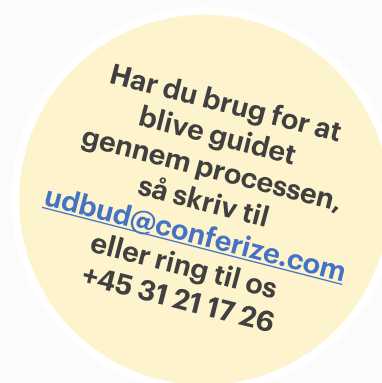 Har du brug for at
blive guidet
gennem processen,
så skriv til
udbud@conferize.com
eller ring til os
+45 31 21 17 26